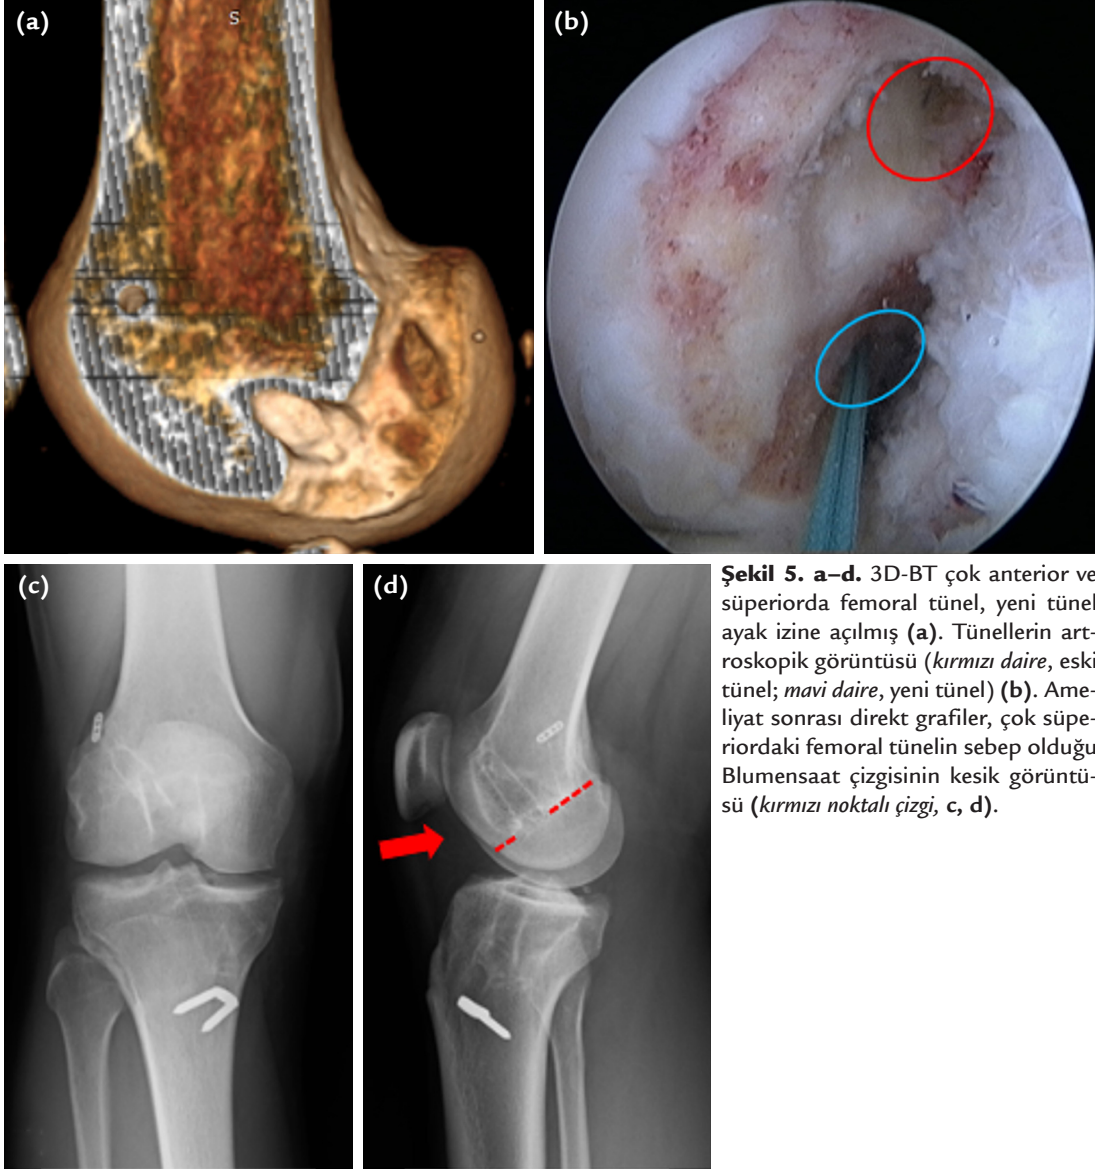 (a)
S
(b)
(c)
(d)
Şekil 5. a–d. 3D-BT çok anterior ve
süperiorda femoral tünel, yeni tünel
ayak izine açılmış (a). Tünellerin art-
roskopik görüntüsü (kırmızı daire, eski
tünel; mavi daire, yeni tünel) (b). Ame-
liyat sonrası direkt grafiler, çok süpe-
riordaki femoral tünelin sebep olduğu
Blumensaat çizgisinin kesik görüntü-
sü (kırmızı noktalı çizgi, c, d).